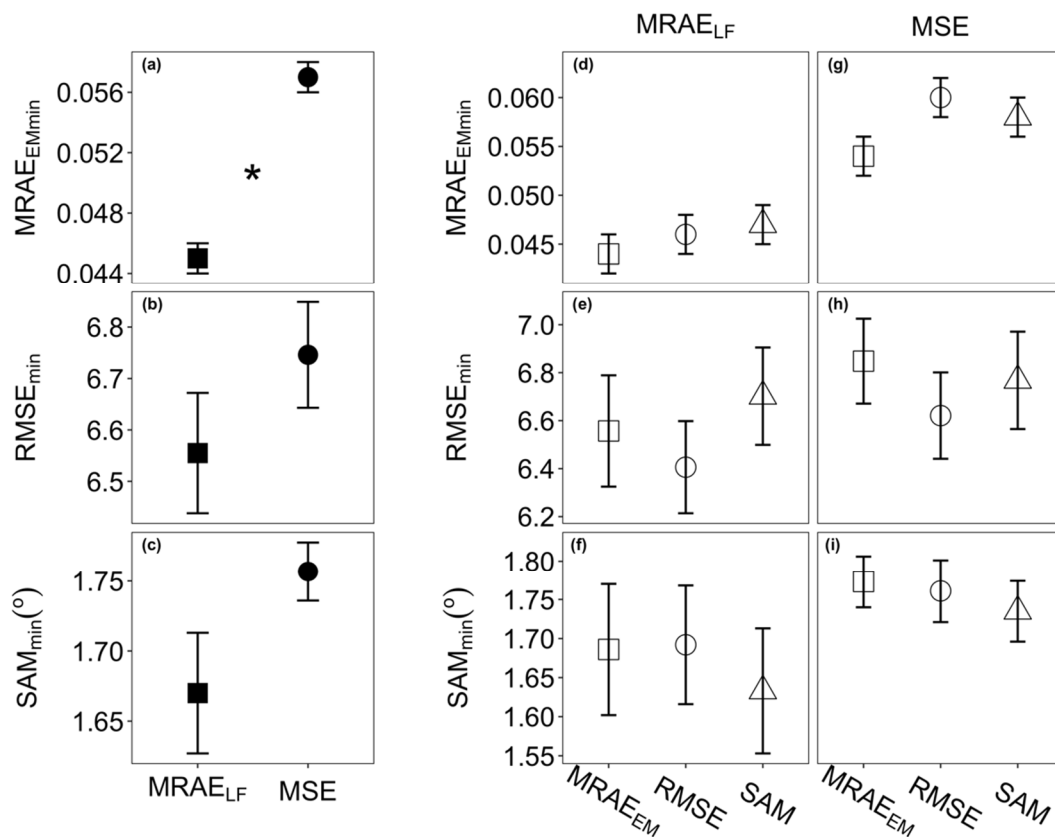 MRAE_LF MSE
(a) (d) (g)
MRAE_EMmin
0.056
0.052
0.048
0.044
*
MRAE_EMmin
0.060
0.055
0.050
0.045
(b) (e) (h)
RMSE_min
6.8
6.7
6.6
6.5
RMSE_min
7.0
6.8
6.6
6.4
6.2
(c) (f) (i)
SAM_min(°)
1.75
1.70
1.65
SAM_min(°)
1.80
1.75
1.70
1.65
1.60
1.55
MRAE_LF MSE
MRAE_EM RMSE SAM MRAE_EM RMSE SAM